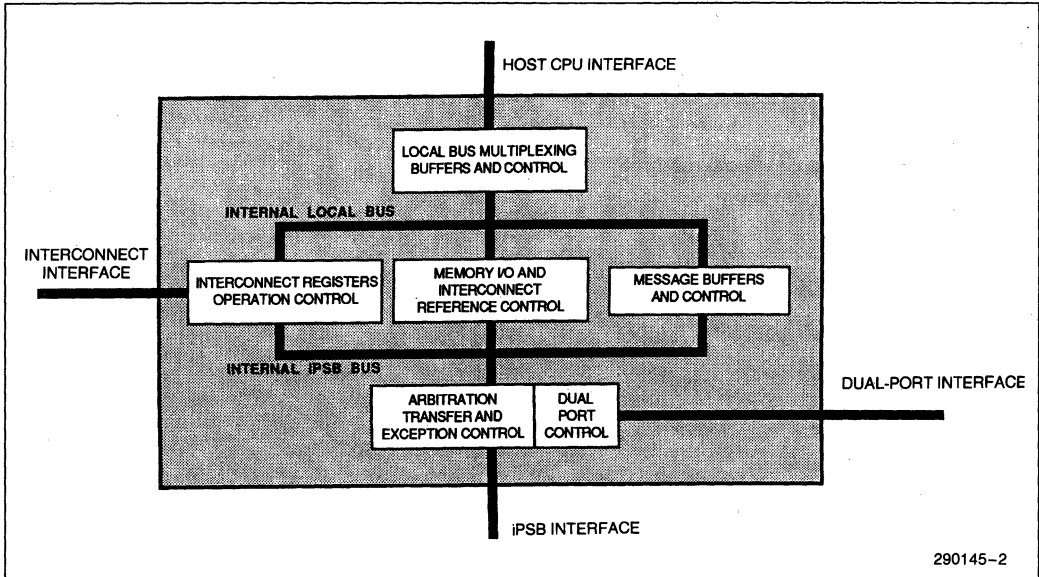 HOST CPU INTERFACE
LOCAL BUS MULTIPLEXING
BUFFERS AND CONTROL
INTERNAL LOCAL BUS
INTERCONNECT
INTERFACE
INTERCONNECT REGISTERS
OPERATION CONTROL
MEMORY I/O AND
INTERCONNECT
REFERENCE CONTROL
MESSAGE BUFFERS
AND CONTROL
INTERNAL iPSB BUS
ARBITRATION
TRANSFER AND
EXCEPTION CONTROL
DUAL
PORT
CONTROL
DUAL-PORT INTERFACE
iPSB INTERFACE
290145-2